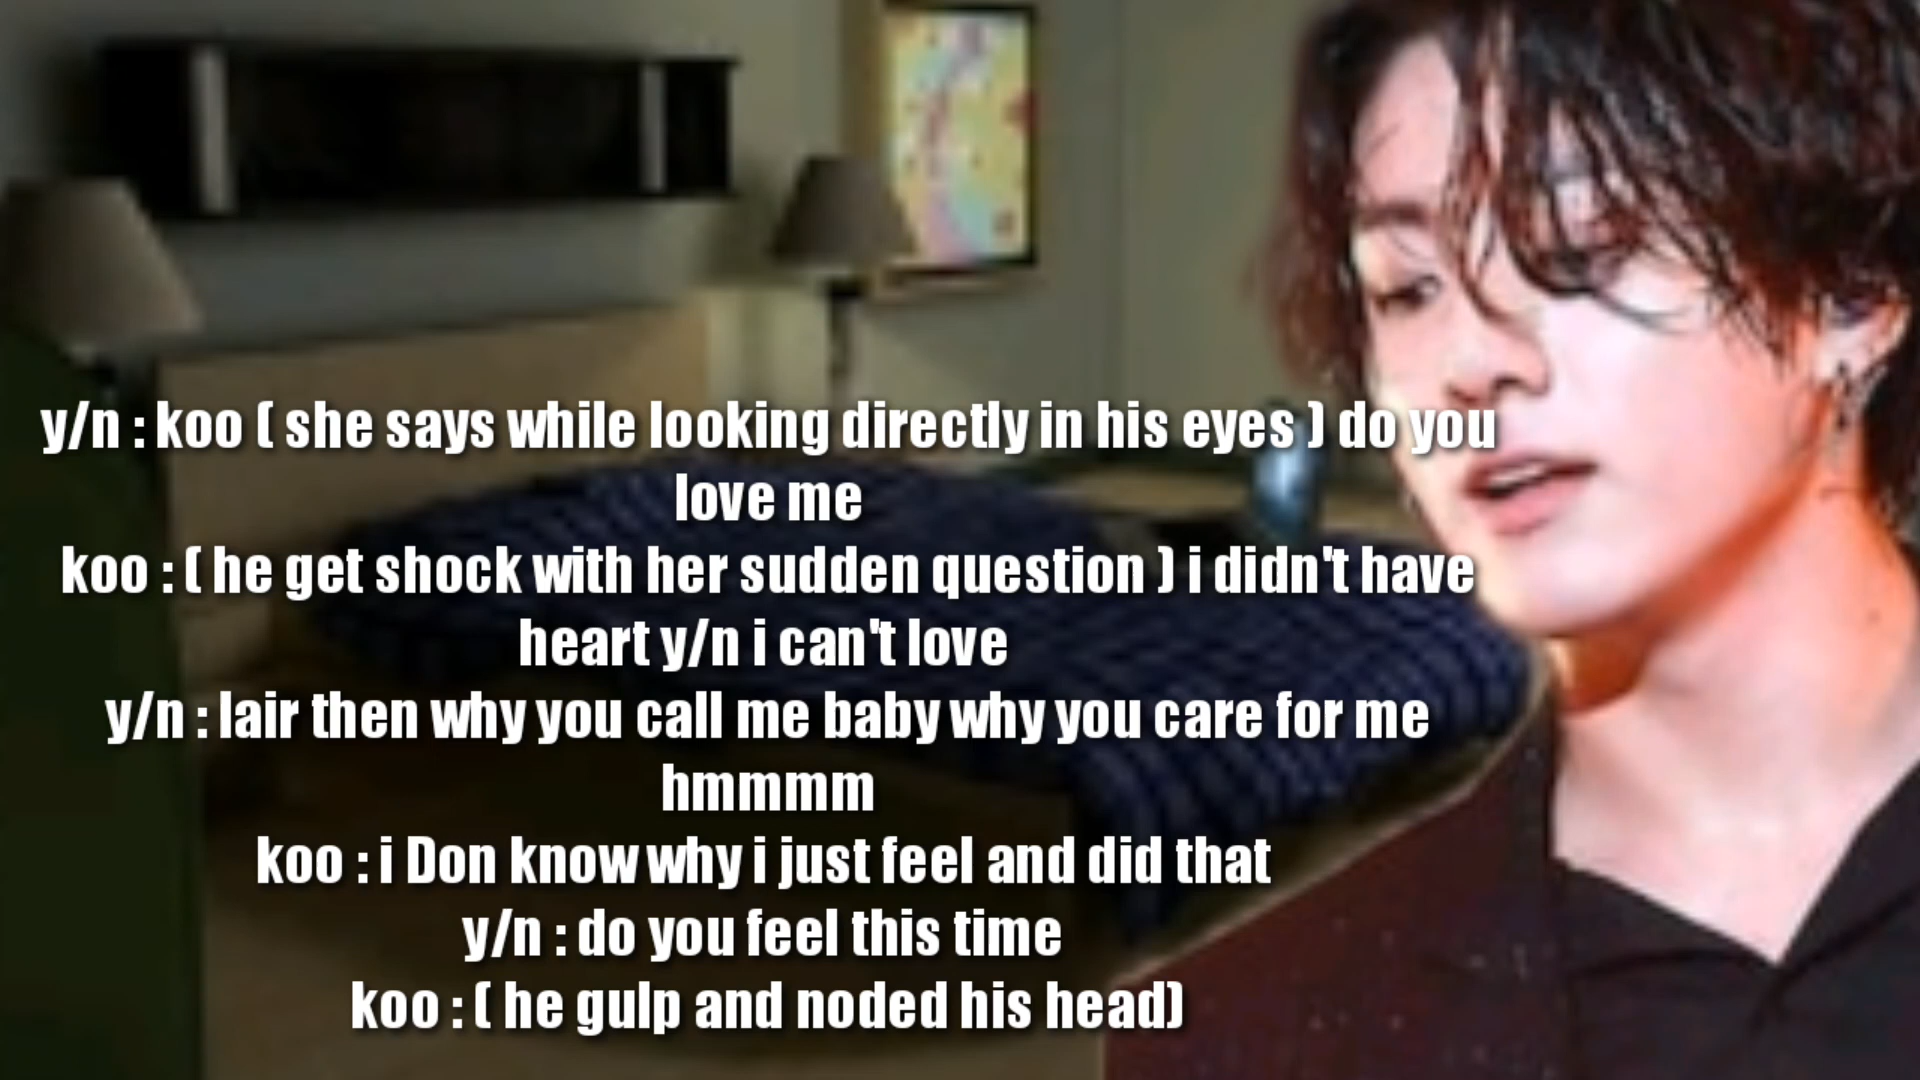 y/n : koo ( she says while looking directly in his eyes ) do you
love me
koo : ( he get shock with her sudden question ) i didn't have
heart y/n i can't love
y/n : lair then why you call me baby why you care for me
hmmmm
koo : i Don know why i just feel and did that
y/n : do you feel this time
koo : ( he gulp and noded his head)